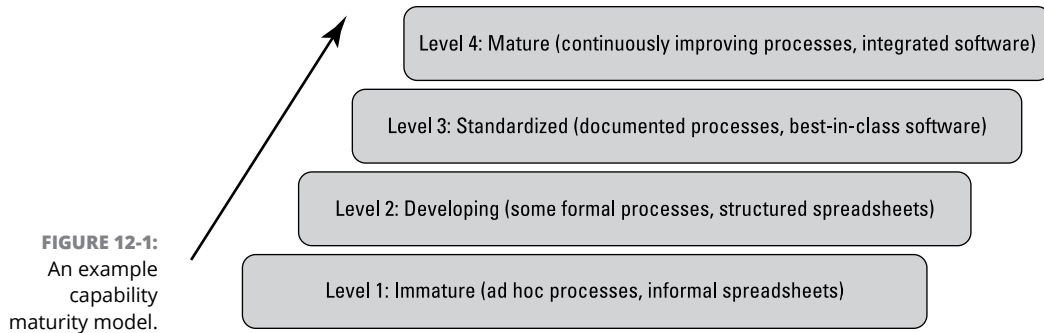 Level 4: Mature (continuously improving processes, integrated software)
Level 3: Standardized (documented processes, best-in-class software)
Level 2: Developing (some formal processes, structured spreadsheets)
Level 1: Immature (ad hoc processes, informal spreadsheets)
FIGURE 12-1:
An example
capability
maturity model.